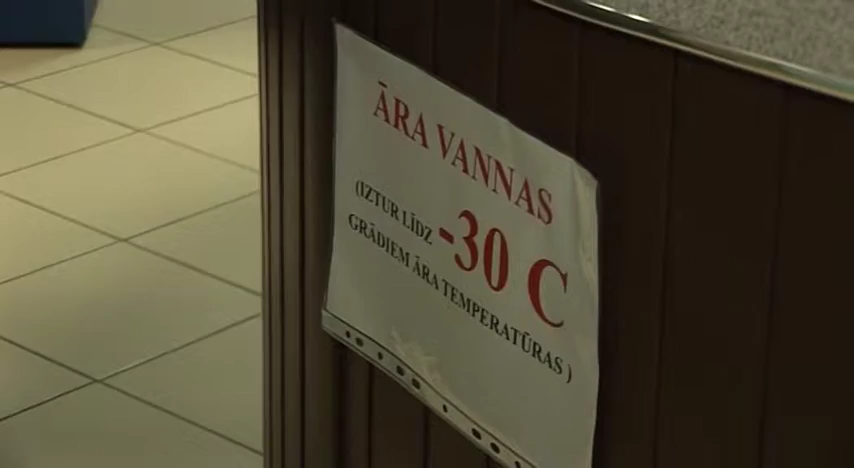 ĀRA VANNAS
(IZTUR LĪDZ -30 C
GRĀDIEM ĀRA TEMPERATŪRAS )